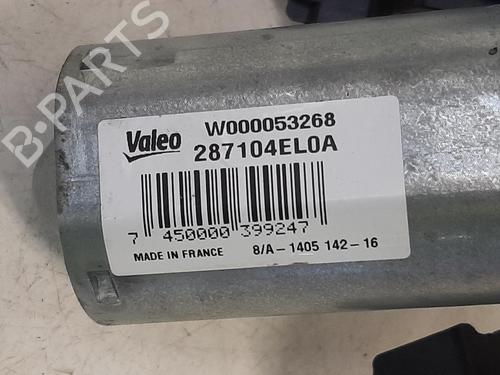 B-PARTS
Valeo
W000053268
287104EL0A
7 450000 399247
MADE IN FRANCE 8/A-1405 142-16